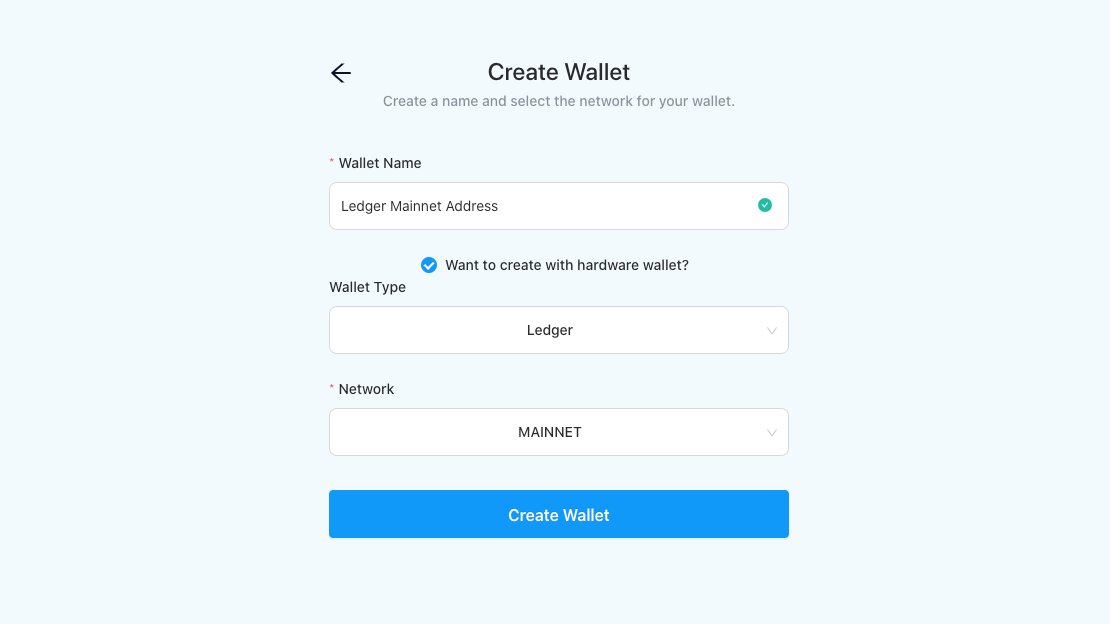 Create Wallet
Create a name and select the network for your wallet.
* Wallet Name
Ledger Mainnet Address
Want to create with hardware wallet?
Wallet Type
Ledger
* Network
MAINNET
Create Wallet